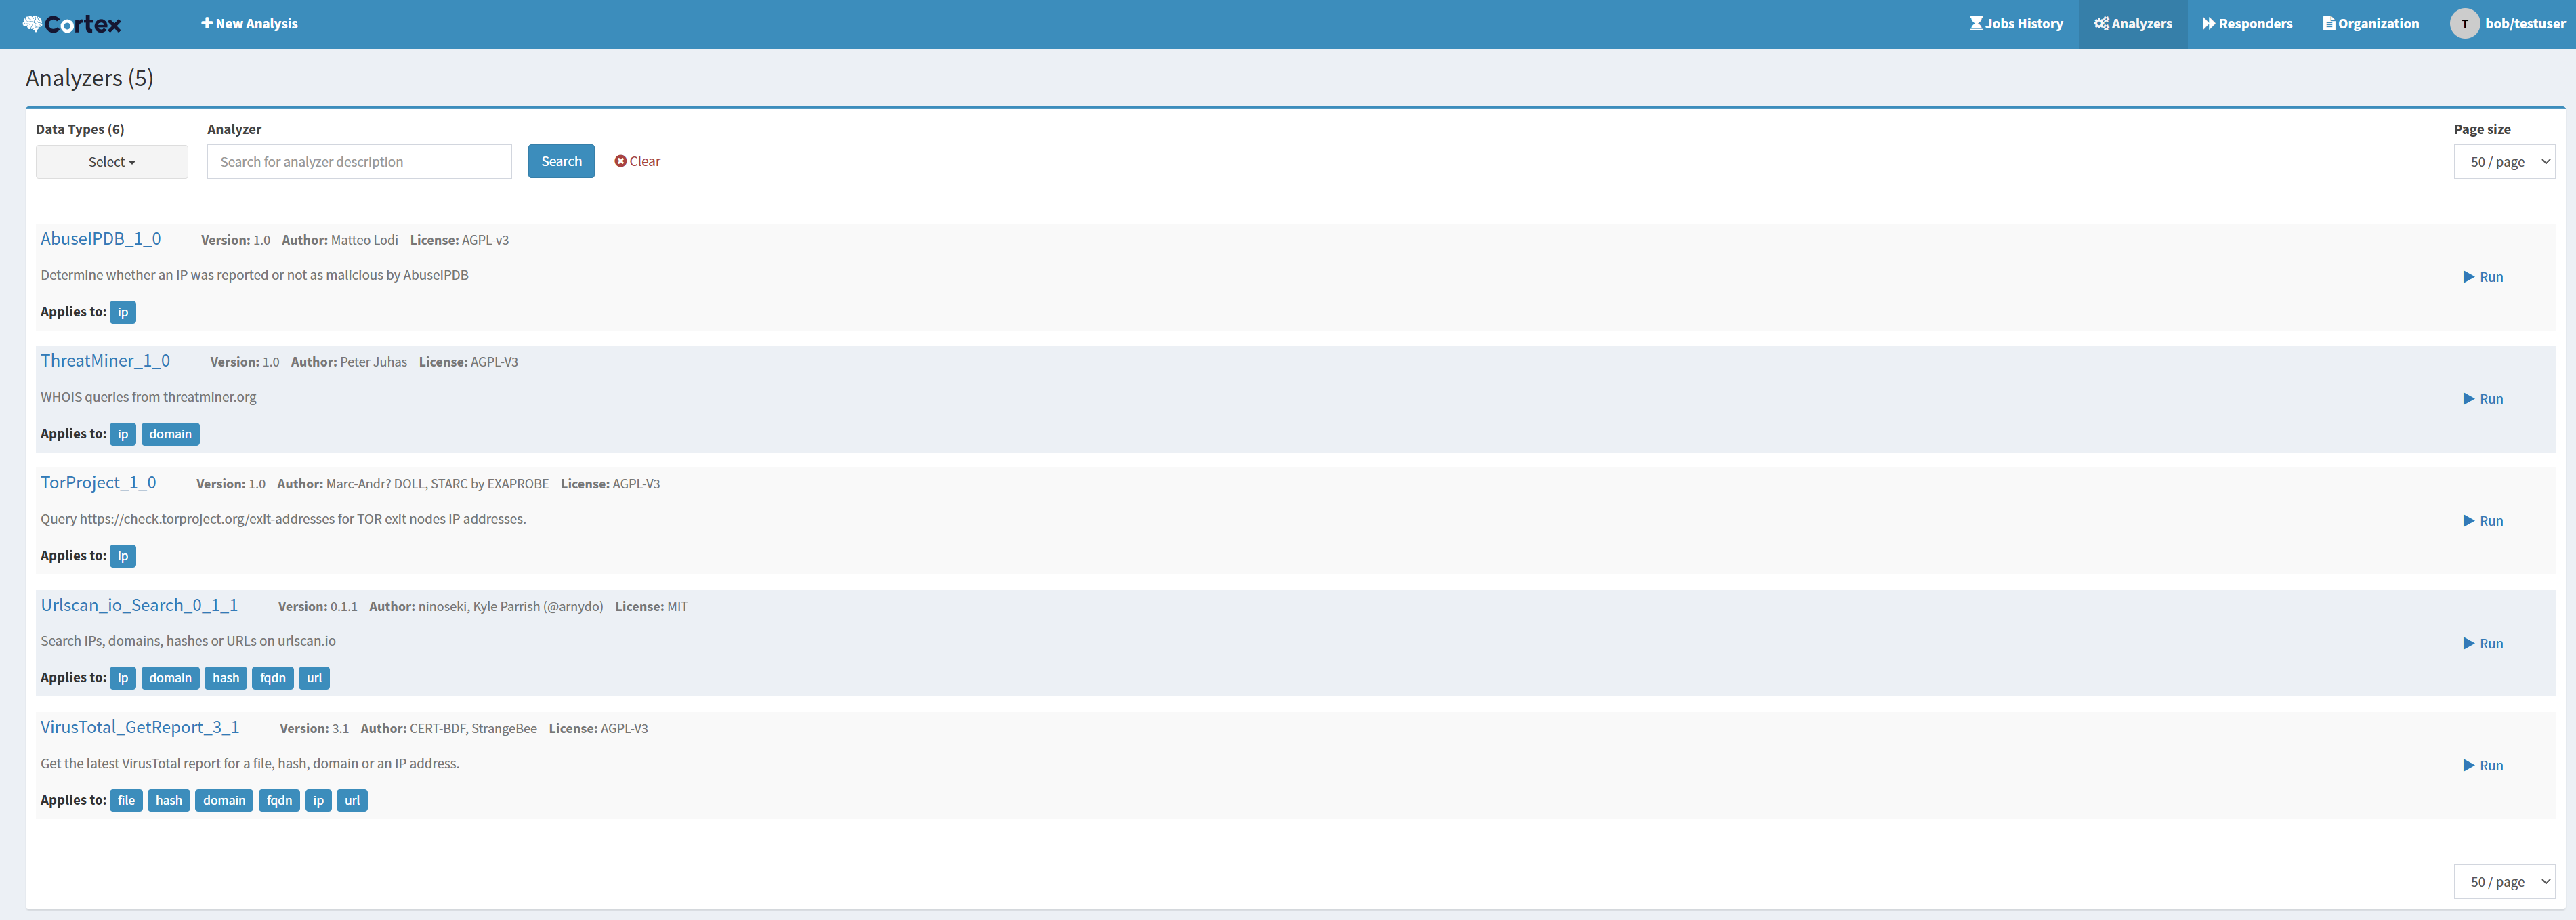 Cortex New Analysis Jobs History Analyzers Responders Organization T bob/testuser
Analyzers (5)
Data Types (6) Analyzer Page size
Select Search for analyzer description Search Clear 50 / page
AbuseIPDB_1_0 Version: 1.0 Author: Matteo Lodi License: AGPL-v3
Determine whether an IP was reported or not as malicious by AbuseIPDB
Run
Applies to: ip
ThreatMiner_1_0 Version: 1.0 Author: Peter Juhas License: AGPL-V3
WHOIS queries from threatminer.org
Run
Applies to: ip domain
TorProject_1_0 Version: 1.0 Author: Marc-Andr? DOLL, STARC by EXAPROBE License: AGPL-V3
Query https://check.torproject.org/exit-addresses for TOR exit nodes IP addresses.
Run
Applies to: ip
Urlscan_io_Search_0_1_1 Version: 0.1.1 Author: ninoseki, Kyle Parrish (@arnydo) License: MIT
Search IPs, domains, hashes or URLs on urlscan.io
Run
Applies to: ip domain hash fqdn url
VirusTotal_GetReport_3_1 Version: 3.1 Author: CERT-BDF, StrangeBee License: AGPL-V3
Get the latest VirusTotal report for a file, hash, domain or an IP address.
Run
Applies to: file hash domain fqdn ip url
50 / page